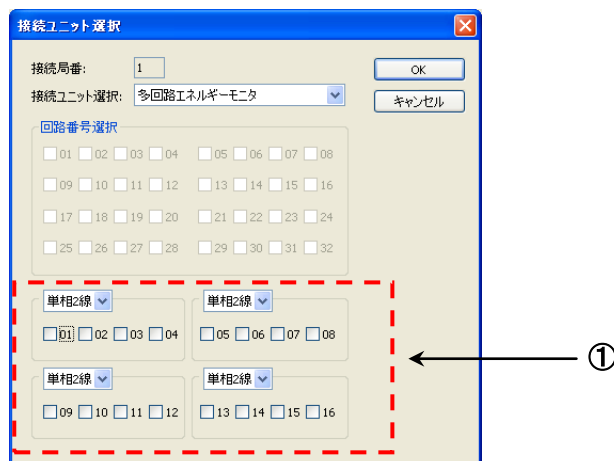 接続ユニット選択
接続局番: 1
OK
接続ユニット選択: 多回路エネルギーモニタ
キャンセル
回路番号選択
01 02 03 04 05 06 07 08
09 10 11 12 13 14 15 16
17 18 19 20 21 22 23 24
25 26 27 28 29 30 31 32
単相2線 単相2線
01 02 03 04 05 06 07 08
①
単相2線 単相2線
09 10 11 12 13 14 15 16